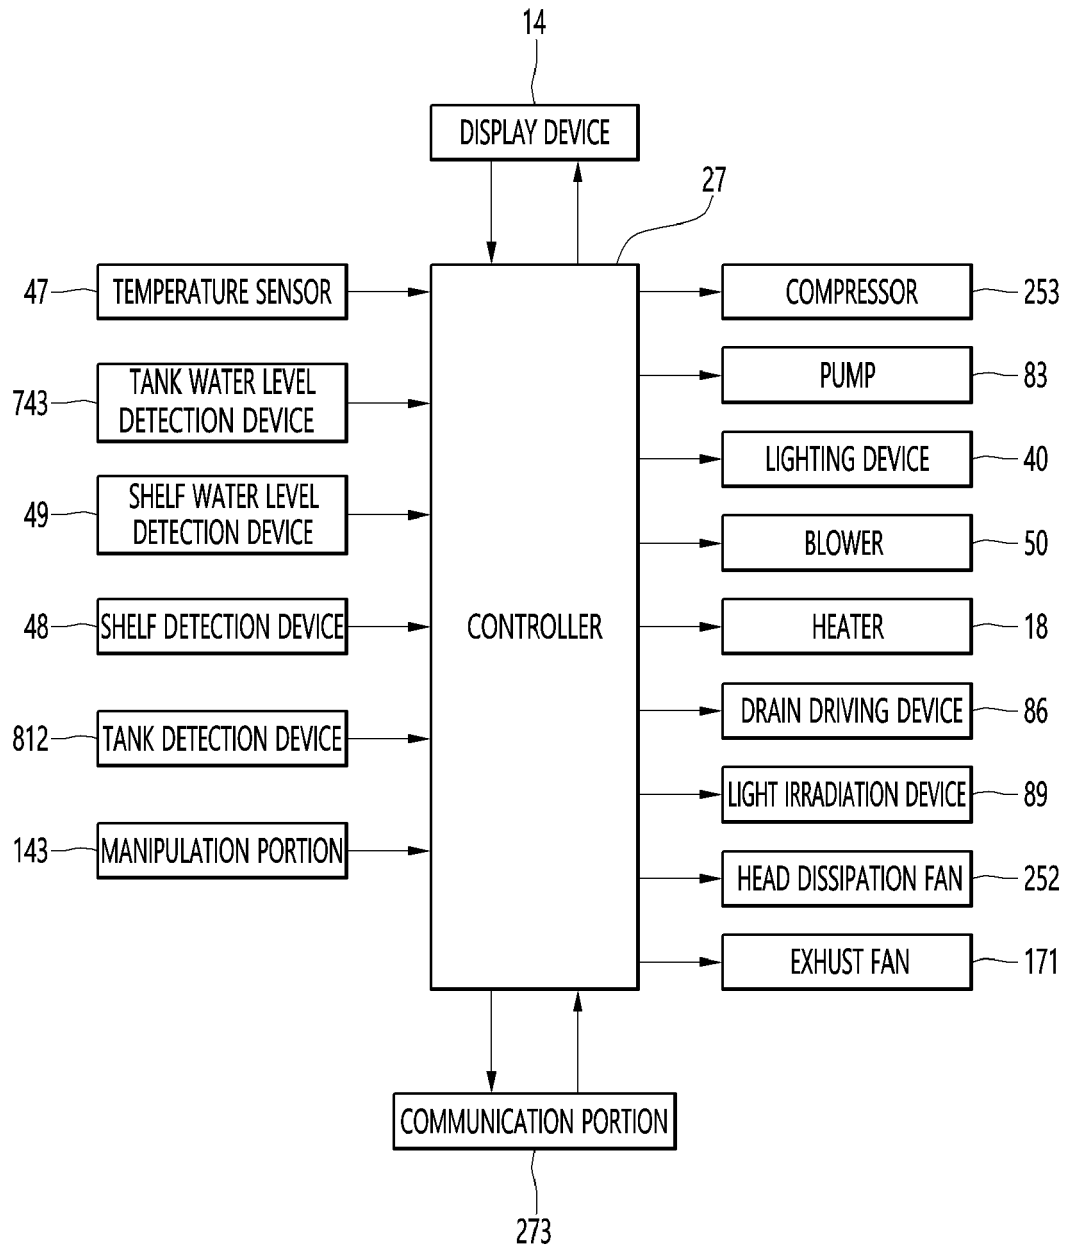 14
DISPLAY DEVICE
27
47
TEMPERATURE SENSOR
743
TANK WATER LEVEL
DETECTION DEVICE
49
SHELF WATER LEVEL
DETECTION DEVICE
48
SHELF DETECTION DEVICE
812
TANK DETECTION DEVICE
143
MANIPULATION PORTION
CONTROLLER
COMPRESSOR
253
PUMP
83
LIGHTING DEVICE
40
BLOWER
50
HEATER
18
DRAIN DRIVING DEVICE
86
LIGHT IRRADIATION DEVICE
89
HEAD DISSIPATION FAN
252
EXHUST FAN
171
COMMUNICATION PORTION
273